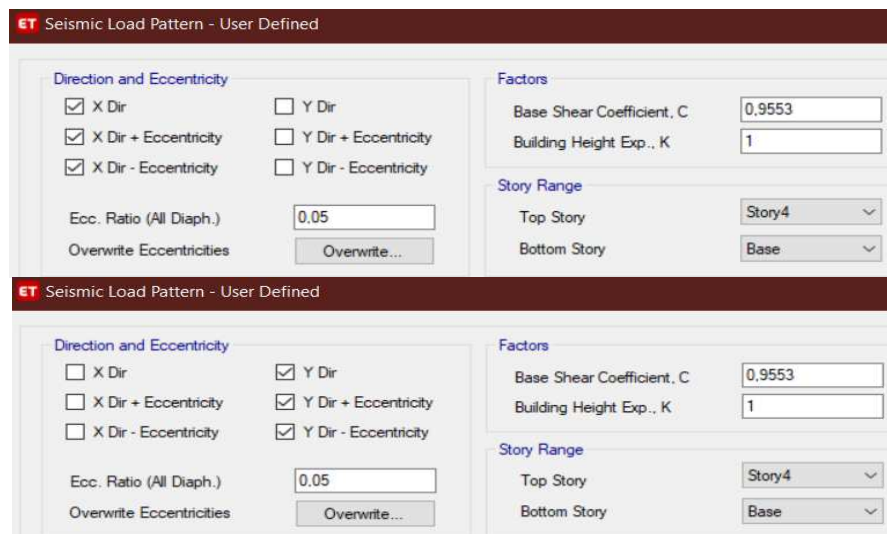 ET Seismic Load Pattern - User Defined
Direction and Eccentricity
X Dir Y Dir
X Dir + Eccentricity Y Dir + Eccentricity
X Dir - Eccentricity Y Dir - Eccentricity
Ecc. Ratio (All Diaph.) 0,05
Overwrite Eccentricities Overwrite...
Factors
Base Shear Coefficient, C 0,9553
Building Height Exp., K 1
Story Range
Top Story Story4
Bottom Story Base
ET Seismic Load Pattern - User Defined
Direction and Eccentricity
X Dir Y Dir
X Dir + Eccentricity Y Dir + Eccentricity
X Dir - Eccentricity Y Dir - Eccentricity
Ecc. Ratio (All Diaph.) 0.05
Overwrite Eccentricities Overwrite...
Factors
Base Shear Coefficient, C 0,9553
Building Height Exp., K 1
Story Range
Top Story Story4
Bottom Story Base